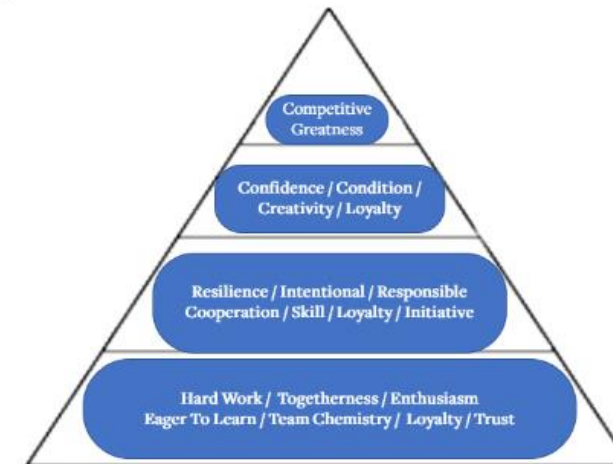 Competitive
Greatness
Confidence / Condition /
Creativity / Loyalty
Resilience / Intentional / Responsible
Cooperation / Skill / Loyalty / Initiative
Hard Work / Togetherness / Enthusiasm
Eager To Learn / Team Chemistry / Loyalty / Trust